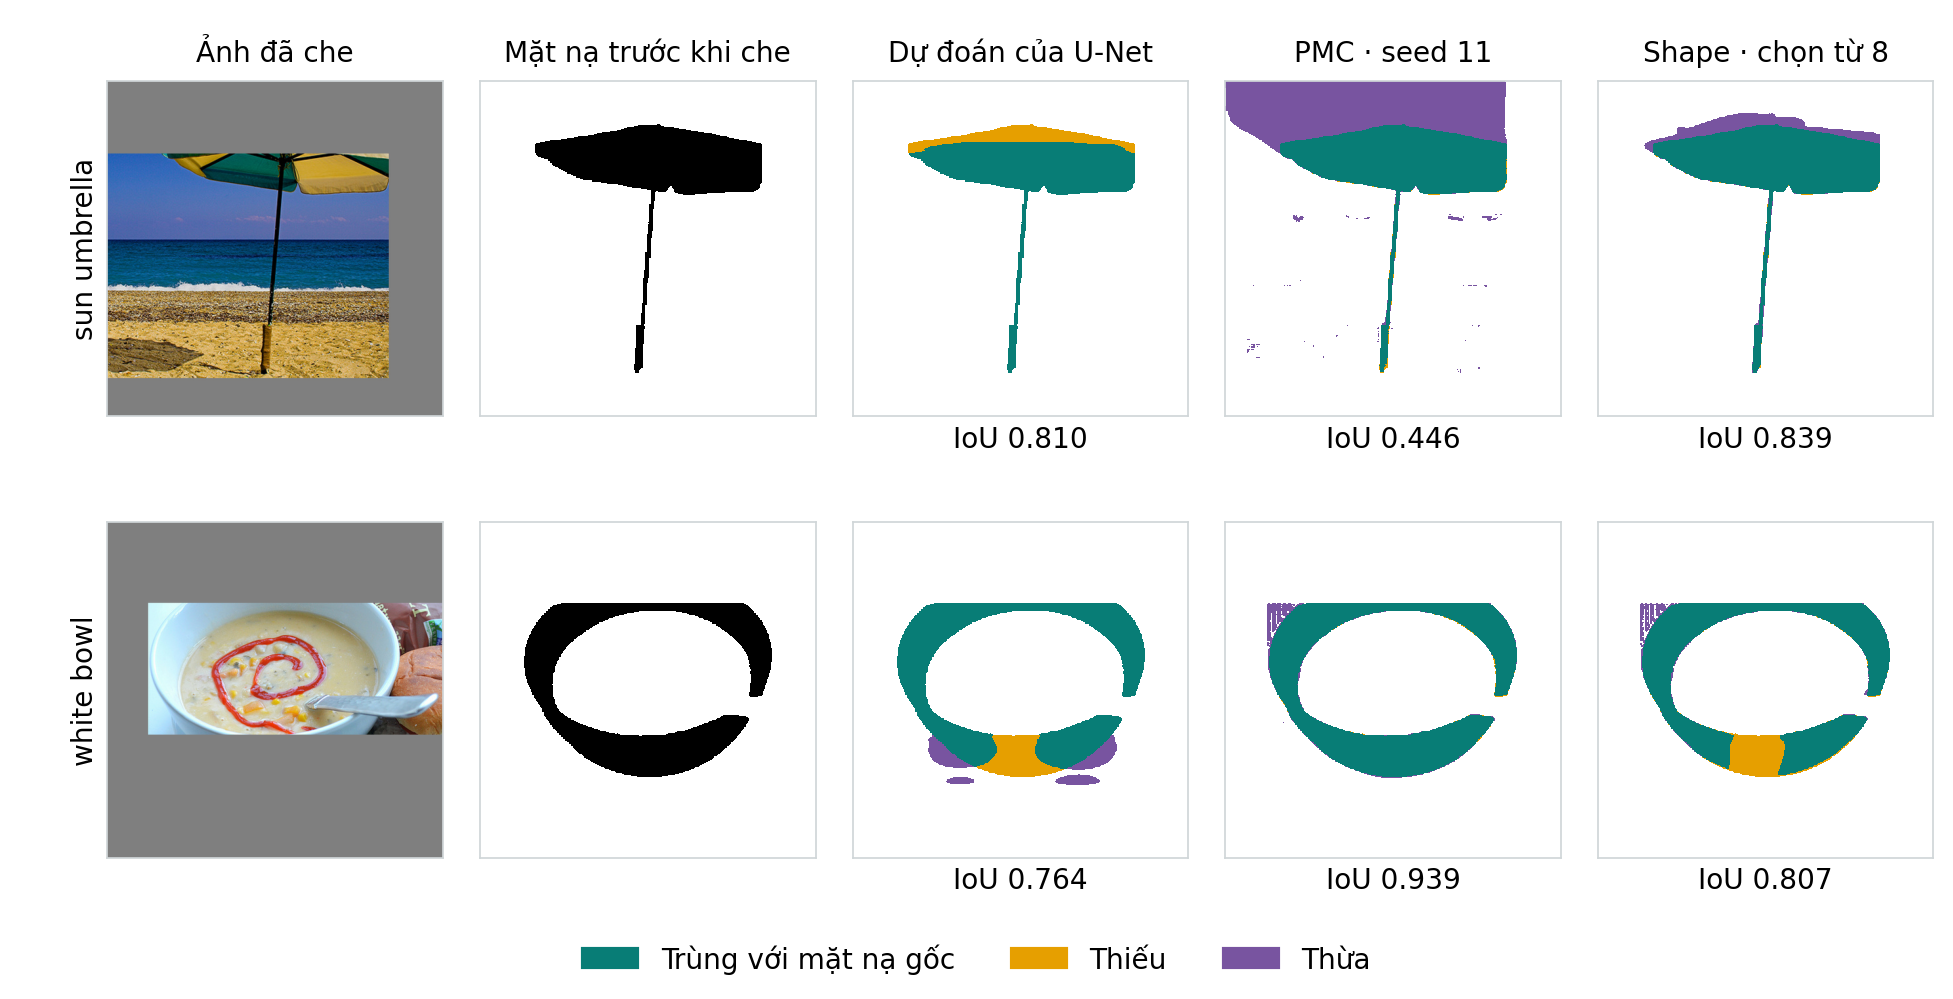 Ảnh đã che
Mặt nạ trước khi che
Dự đoán của U-Net
PMC · seed 11
Shape · chọn từ 8
sun umbrella
IoU 0.810
IoU 0.446
IoU 0.839
white bowl
IoU 0.764
IoU 0.939
IoU 0.807
Trùng với mặt nạ gốc
Thiếu
Thừa